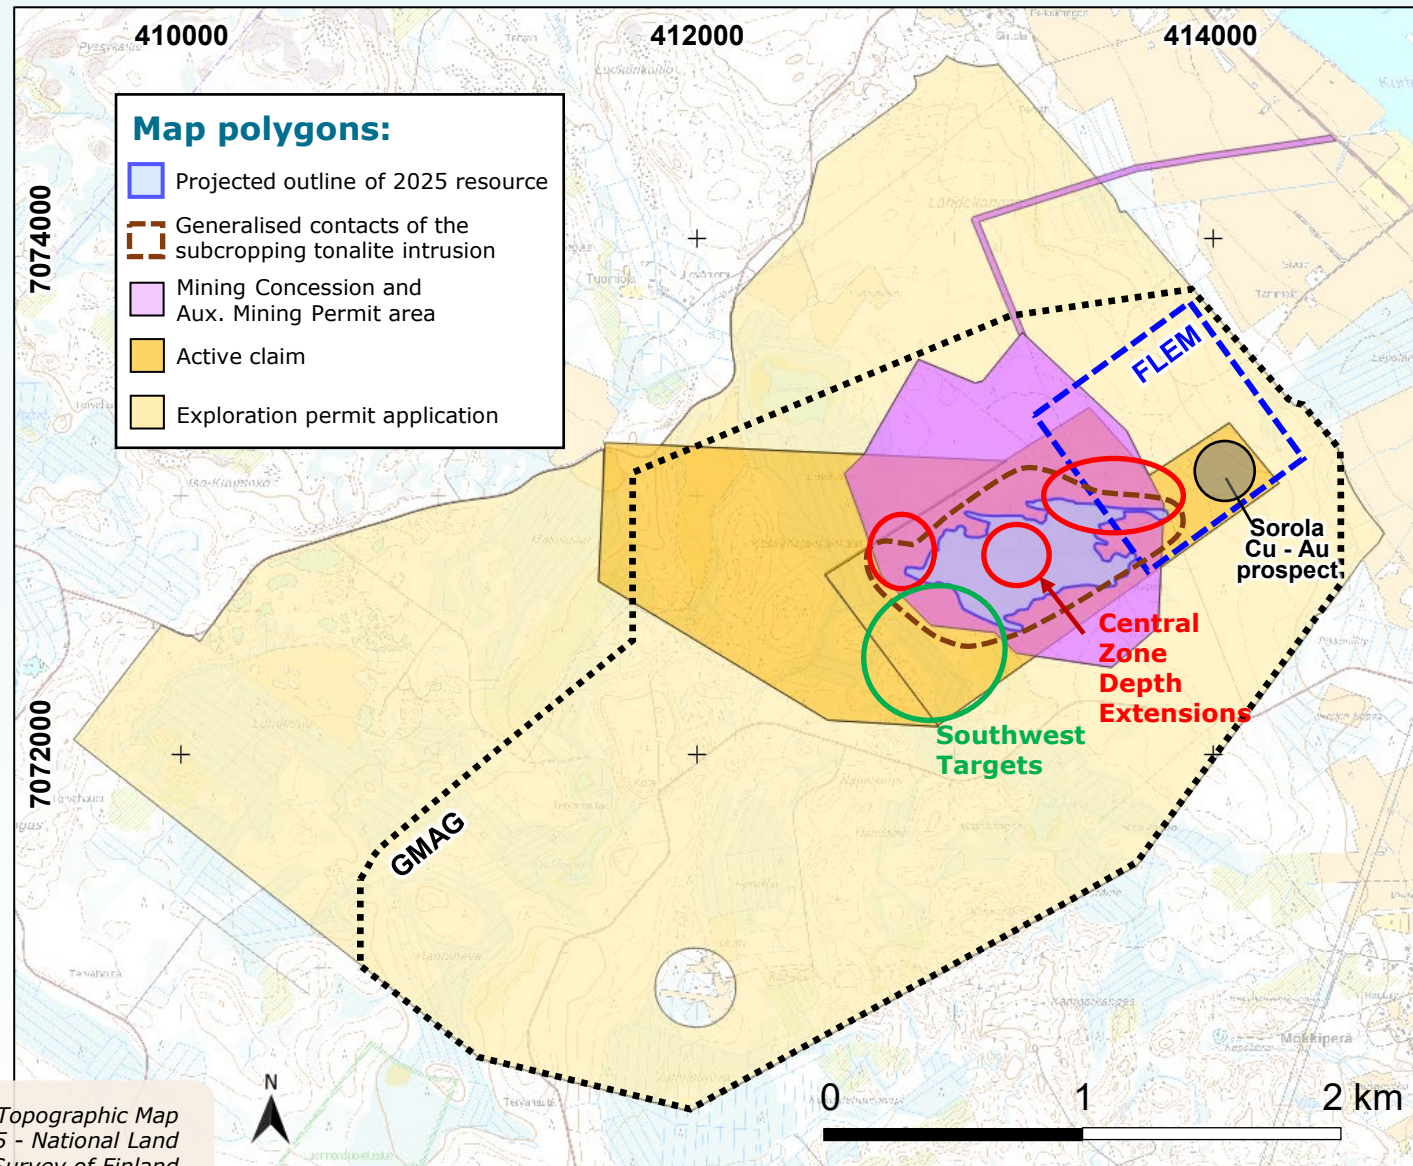 410000
412000
414000
7074000
7072000
Map polygons:
Projected outline of 2025 resource
Generalised contacts of the
subcropping tonalite intrusion
Mining Concession and
Aux. Mining Permit area
Active claim
Exploration permit application
FLEM
Sorola
Cu - Au
prospect
Central
Zone
Depth
Extensions
Southwest
Targets
GMAG
Mökkiperä
N
0 1 2 km
Topographic Map
- National Land
Survey of Finland